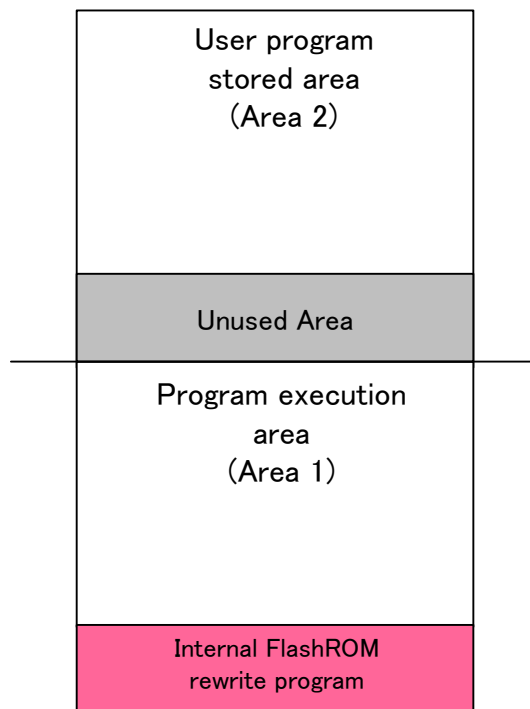 User program
stored area
(Area 2)
Unused Area
Program execution
area
(Area 1)
Internal FlashROM
rewrite program